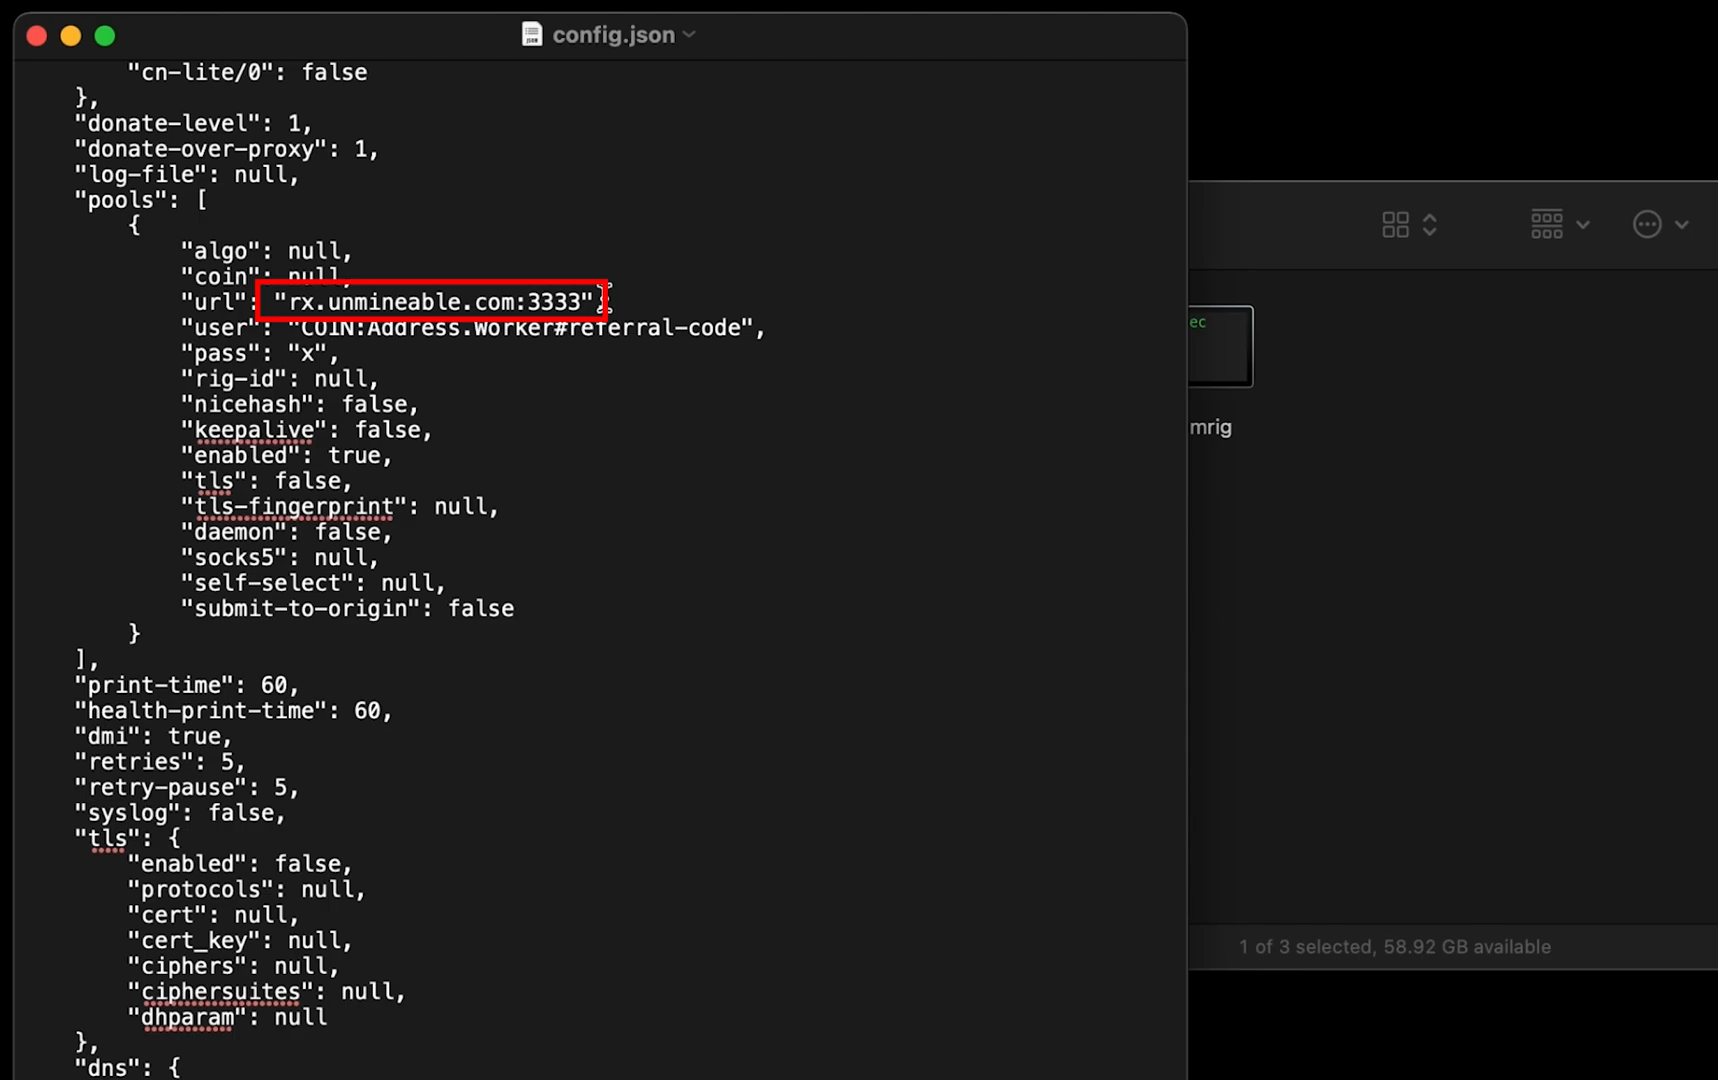 config.json
"cn-lite/0": false
},
"donate-level": 1,
"donate-over-proxy": 1,
"log-file": null,
"pools": [
{
"algo": null,
"coin": null,
"url": "rx.unmineable.com:3333",
"user": "COIN:Address.Worker#referral-code",
"pass": "x",
"rig-id": null,
"nicehash": false,
"keepalive": false,
"enabled": true,
"tls": false,
"tls-fingerprint": null,
"daemon": false,
"socks5": null,
"self-select": null,
"submit-to-origin": false
}
],
"print-time": 60,
"health-print-time": 60,
"dmi": true,
"retries": 5,
"retry-pause": 5,
"syslog": false,
"tls": {
"enabled": false,
"protocols": null,
"cert": null,
"cert_key": null,
"ciphers": null,
"ciphersuites": null,
"dhparam": null
},
"dns": {
ec
mrig
1 of 3 selected, 58.92 GB available